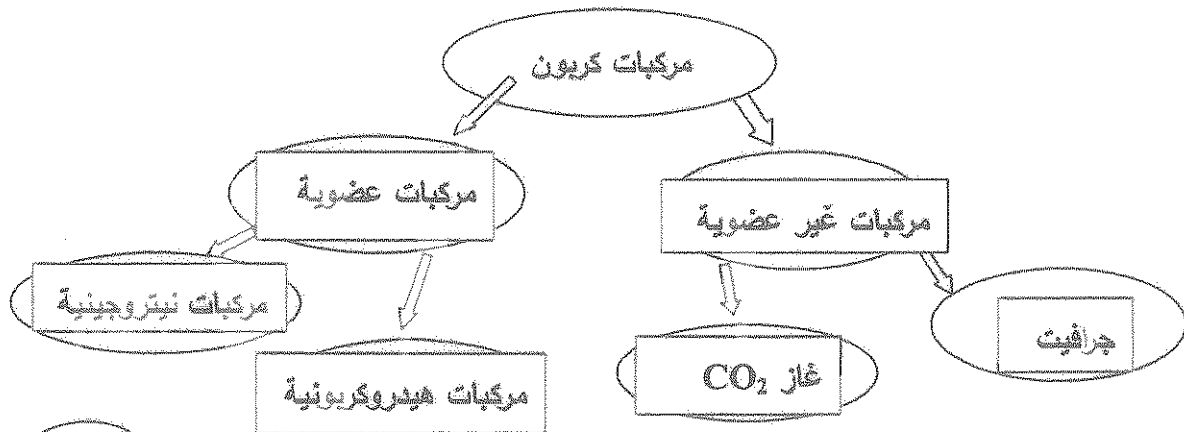 مركبات كربون
مركبات غير عضوية
مركبات عضوية
جرافيت
غاز CO₂
مركبات هيدروكربونية
مركبات نيتروجينية